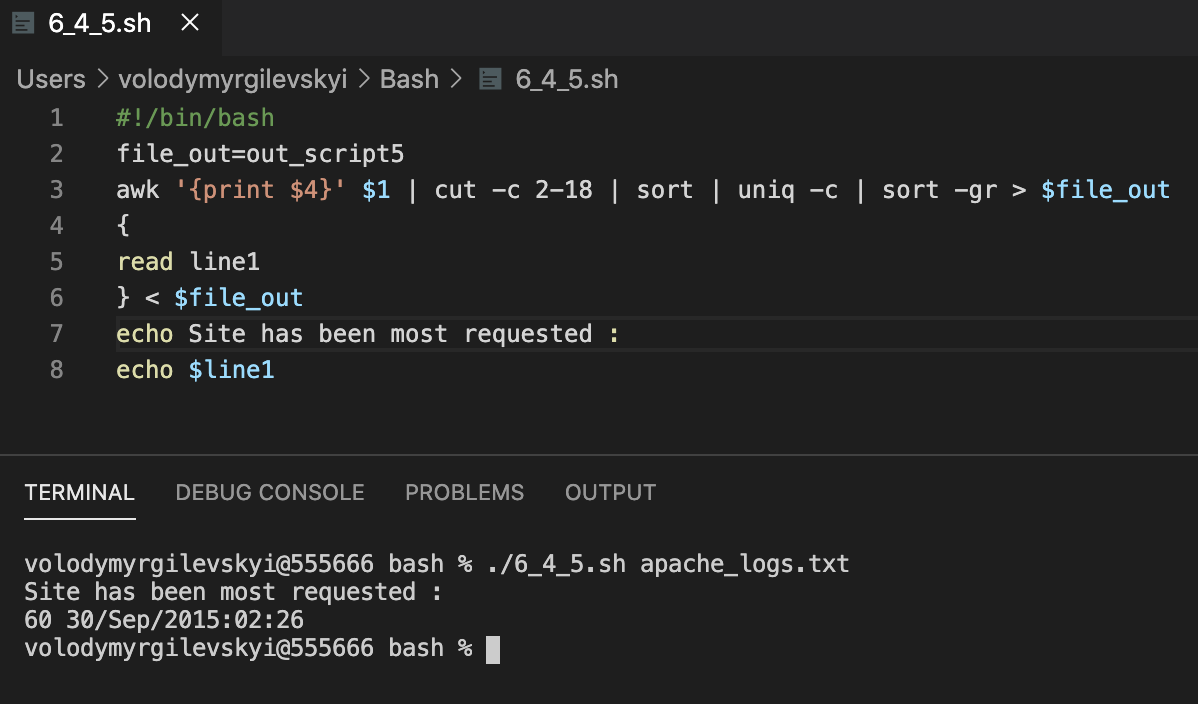 6_4_5.sh ×
Users > volodymyrgilevskyi > Bash > 6_4_5.sh
1 #!/bin/bash
2 file_out=out_script5
3 awk '{print $4}' $1 | cut -c 2-18 | sort | uniq -c | sort -gr > $file_out
4 {
5 read line1
6 } < $file_out
7 echo Site has been most requested :
8 echo $line1
TERMINAL DEBUG CONSOLE PROBLEMS OUTPUT
volodymyrgilevskyi@555666 bash % ./6_4_5.sh apache_logs.txt
Site has been most requested :
60 30/Sep/2015:02:26
volodymyrgilevskyi@555666 bash %